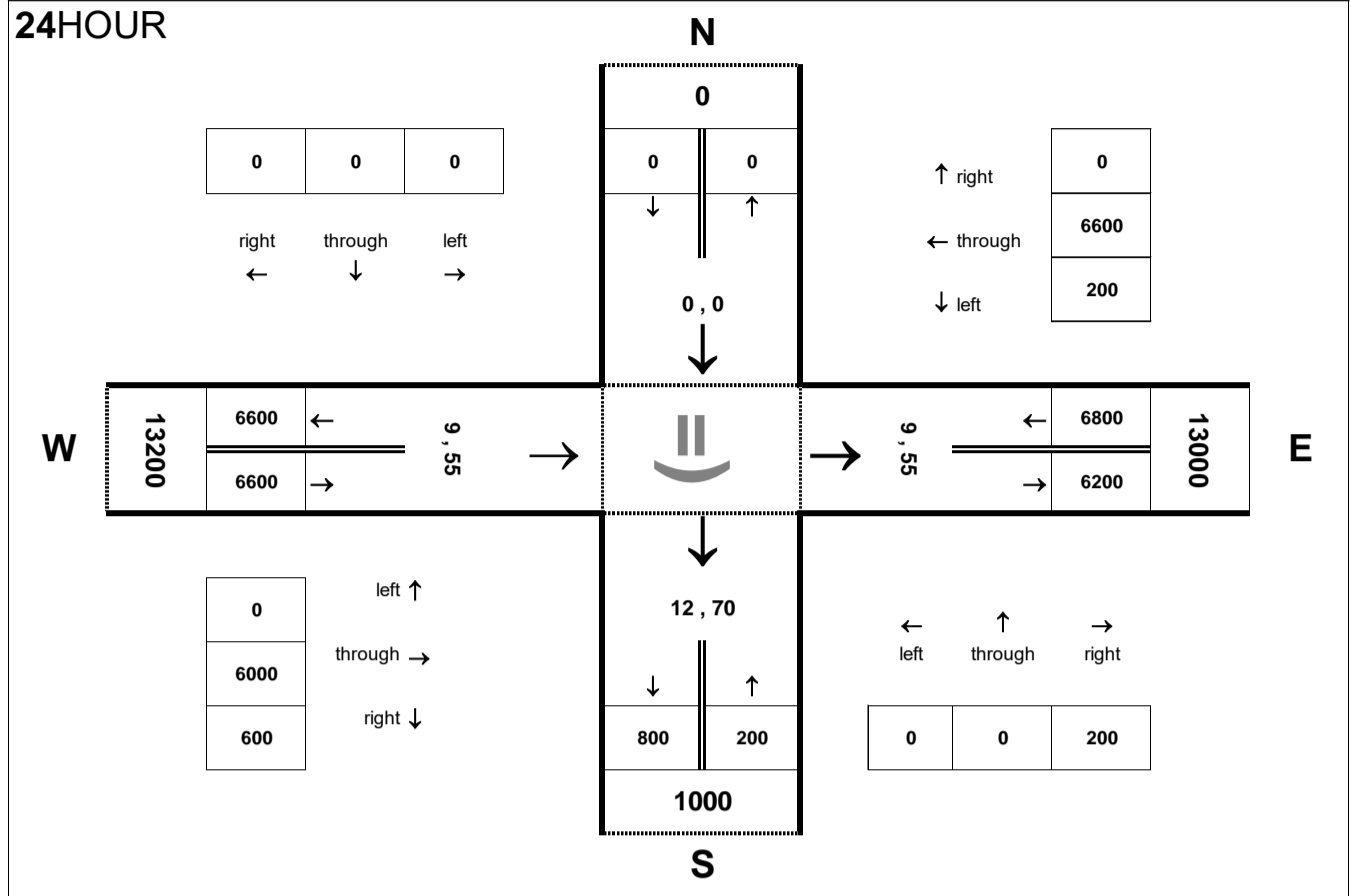 24HOUR
N
0
0 0 0
0 0
↓ ↑
right through left
← ↓ →
↑ right
← through
↓ left
0
6600
200
0 , 0
↓
W
13200
6600 ←
6600 →
9 , 55
→
→
9 , 55
← 6800
→ 6200
13000
E
↓
12 , 70
0
6000
600
left ↑
through →
right ↓
↓ ↑
800 200
1000
← ↑ →
left through right
0 0 200
S